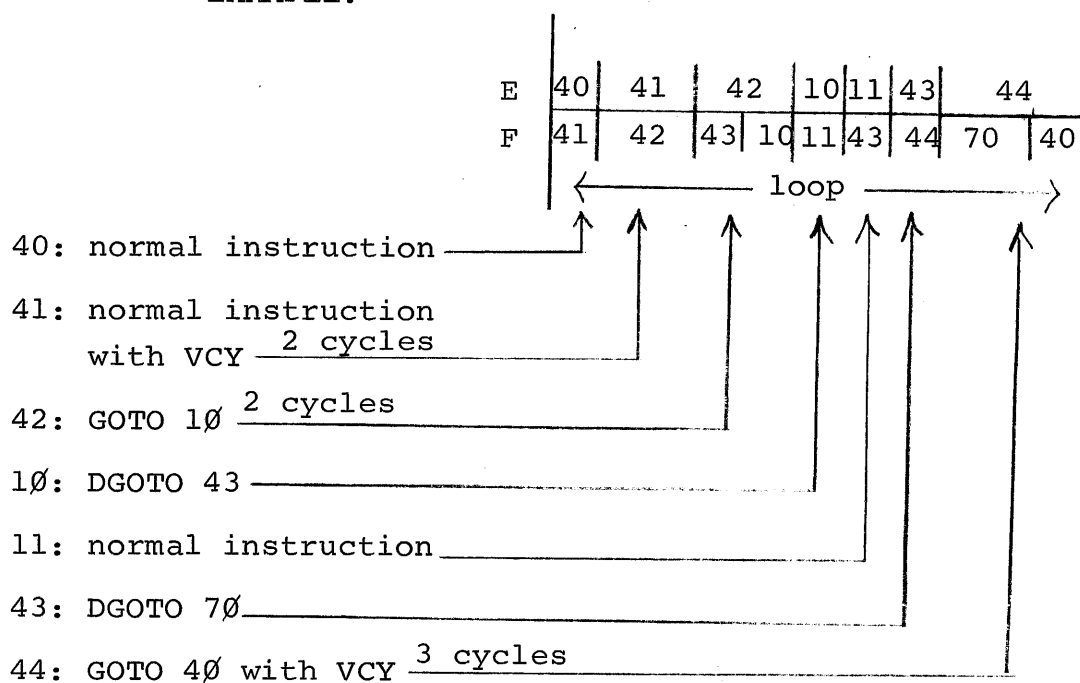 E 40 41 42 10 11 43 44
F 41 42 43 10 11 43 44 70 40
loop
40: normal instruction
41: normal instruction
with VCY 2 cycles
42: GOTO 1Ø 2 cycles
1Ø: DGOTO 43
11: normal instruction
43: DGOTO 7Ø
44: GOTO 4Ø with VCY 3 cycles